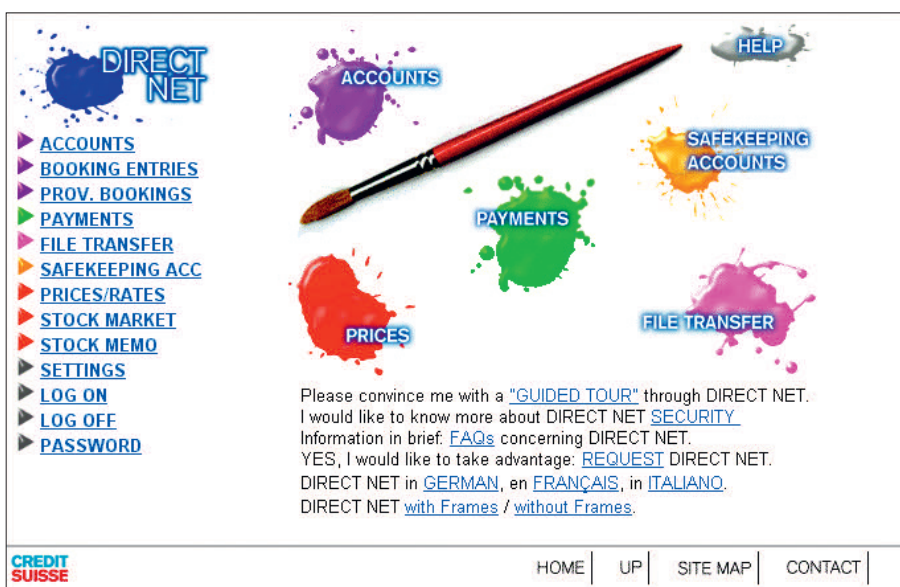 DIRECT
NET
ACCOUNTS
BOOKING ENTRIES
PROV. BOOKINGS
PAYMENTS
FILE TRANSFER
SAFEKEEPING ACC
PRICES/RATES
STOCK MARKET
STOCK MEMO
SETTINGS
LOG ON
LOG OFF
PASSWORD
HELP
ACCOUNTS
SAFEKEEPING
ACCOUNTS
PAYMENTS
PRICES
FILE TRANSFER
Please convince me with a "GUIDED TOUR" through DIRECT NET.
I would like to know more about DIRECT NET SECURITY
Information in brief: FAQs concerning DIRECT NET.
YES, I would like to take advantage: REQUEST DIRECT NET.
DIRECT NET in GERMAN, en FRANÇAIS, in ITALIANO.
DIRECT NET with Frames / without Frames.
CREDIT
SUISSE
HOME | UP | SITE MAP | CONTACT